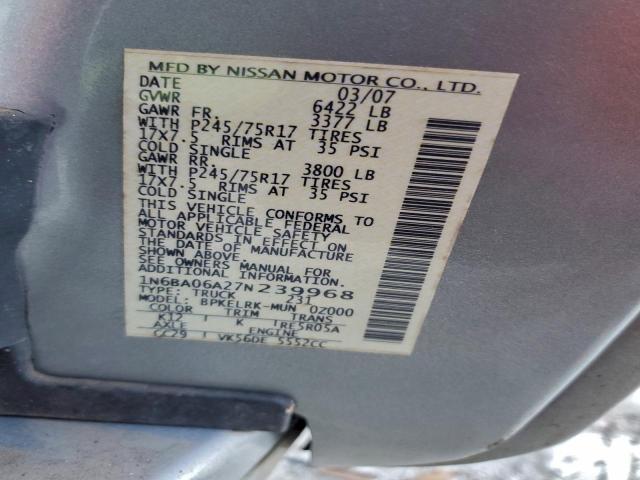 MFD BY NISSAN MOTOR CO., LTD.
DATE 03/07
GVWR 6422 LB
GAWR FR. 3377 LB
WITH P245/75R17 TIRES
17X7.5 RIMS AT 35 PSI
COLD SINGLE
GAWR RR. 3800 LB
WITH P245/75R17 TIRES
17X7.5 RIMS AT 35 PSI
COLD SINGLE
THIS VEHICLE CONFORMS TO
ALL APPLICABLE FEDERAL
MOTOR VEHICLE SAFETY
STANDARDS IN EFFECT ON
THE DATE OF MANUFACTURE
SHOWN ABOVE.
SEE OWNERS MANUAL FOR
ADDITIONAL INFORMATION.
1N6BA06A27N239968
TYPE: TRUCK 231
MODEL: BPKELRK-MUN 0Z000
COLOR TRIM TRANS
K12 K TRE5R05A
AXLE ENGINE
CC29 VK56DE 5552CC